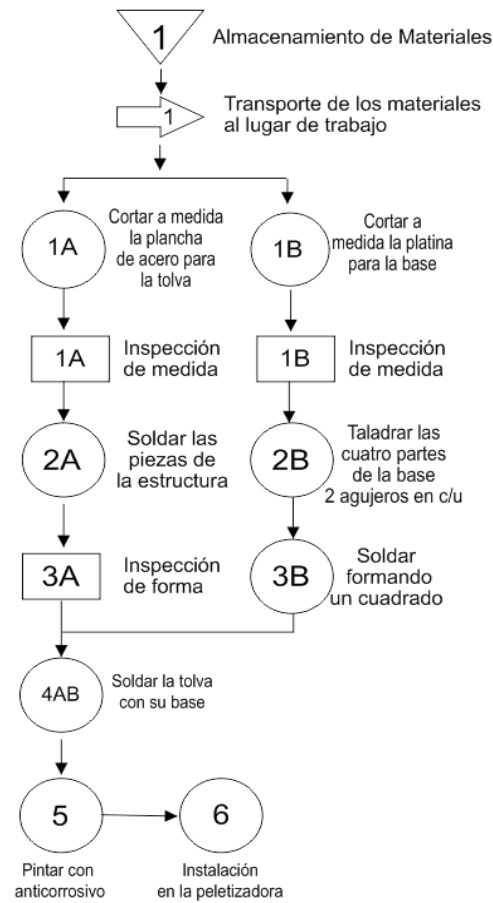 1
Almacenamiento de Materiales
1
Transporte de los materiales
al lugar de trabajo
1A
Cortar a medida
la plancha
de acero para
la tolva
1B
Cortar a
medida la platina
para la base
1A
Inspección
de medida
1B
Inspección
de medida
2A
Soldar las
piezas de
la estructura
2B
Taladrar las
cuatro partes
de la base
2 agujeros en c/u
3A
Inspección
de forma
3B
Soldar
formando
un cuadrado
4AB
Soldar la tolva
con su base
5
Pintar con
anticorrosivo
6
Instalación
en la peletizadora